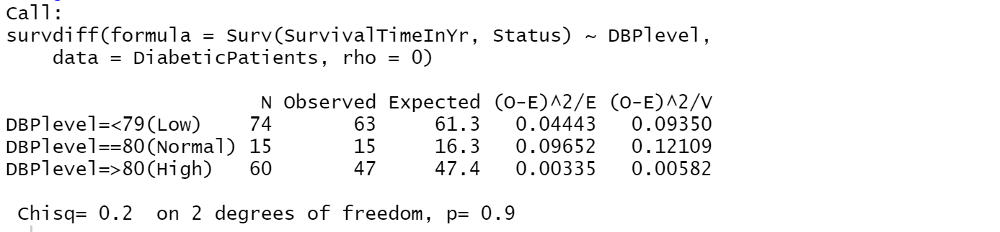 Call:
survdiff(formula = Surv(SurvivalTimeInYr, Status) ~ DBPlevel,
    data = DiabeticPatients, rho = 0)

                      N Observed Expected (O-E)^2/E (O-E)^2/V
DBPlevel=<79(Low)    74       63     61.3   0.04443   0.09350
DBPlevel==80(Normal) 15       15     16.3   0.09652   0.12109
DBPlevel=>80(High)   60       47     47.4   0.00335   0.00582

 Chisq= 0.2  on 2 degrees of freedom, p= 0.9